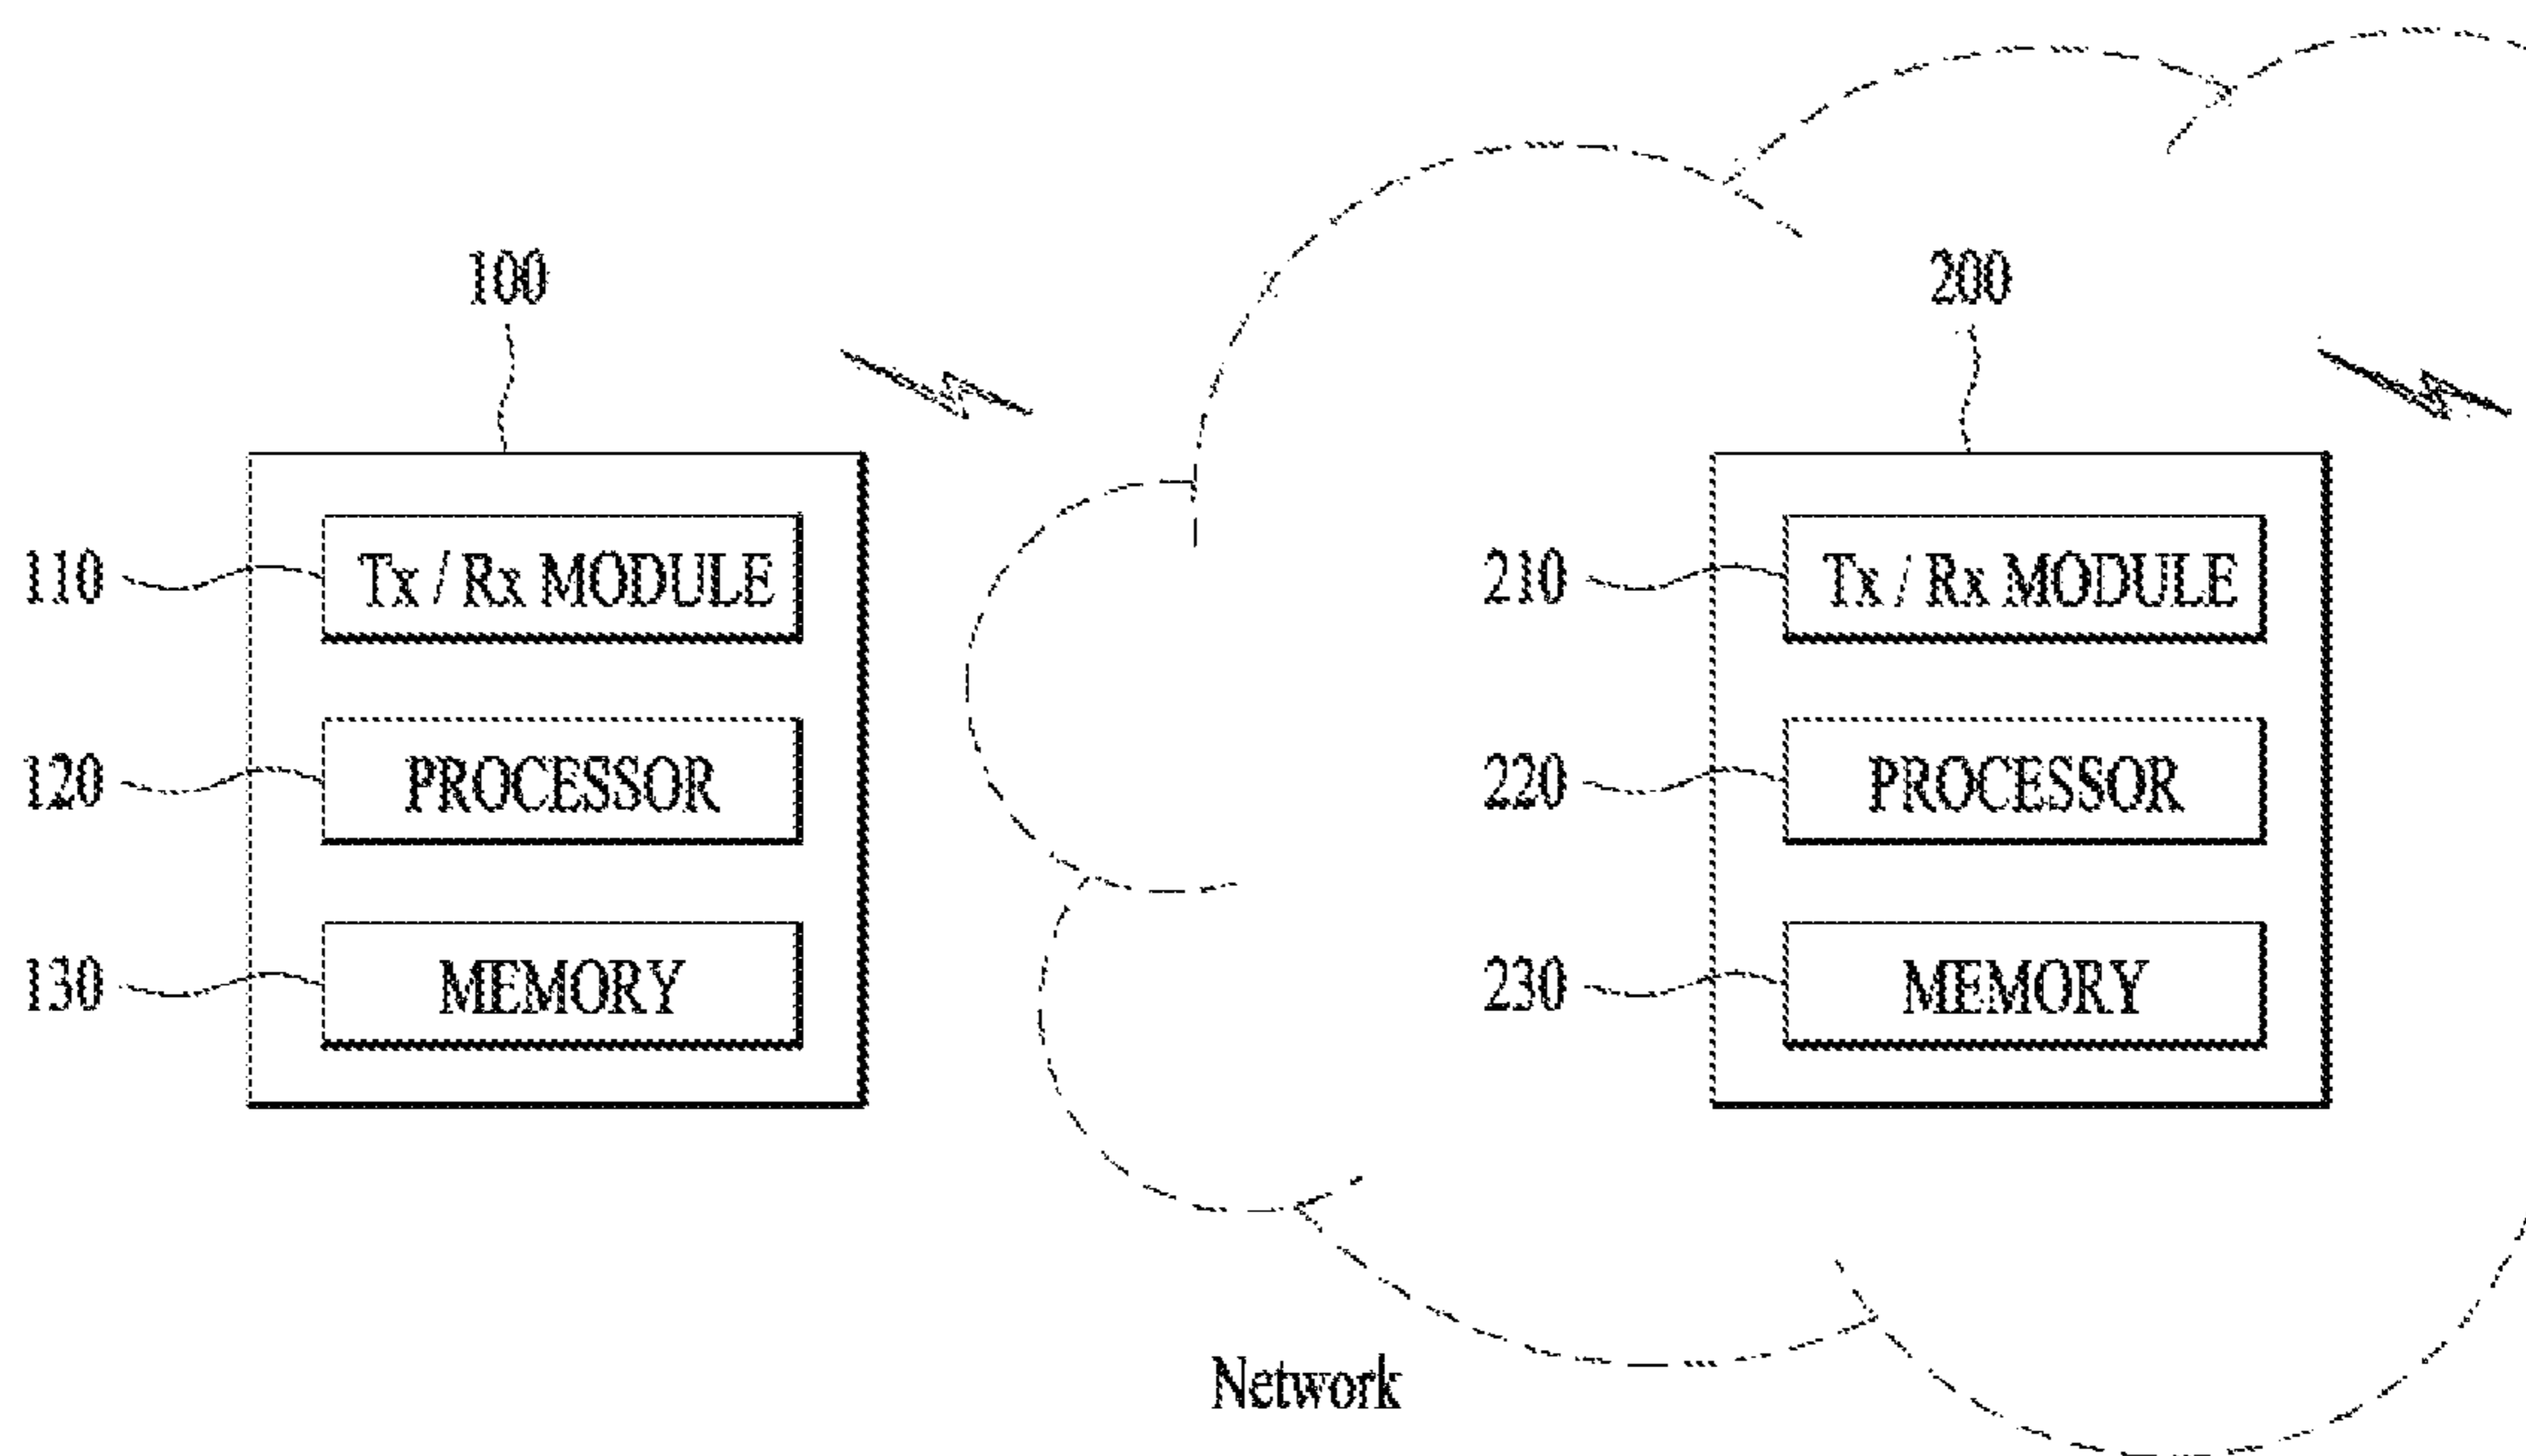 100
200
110
Tx / Rx MODULE
210
Tx / Rx MODULE
120
PROCESSOR
220
PROCESSOR
130
MEMORY
230
MEMORY
Network